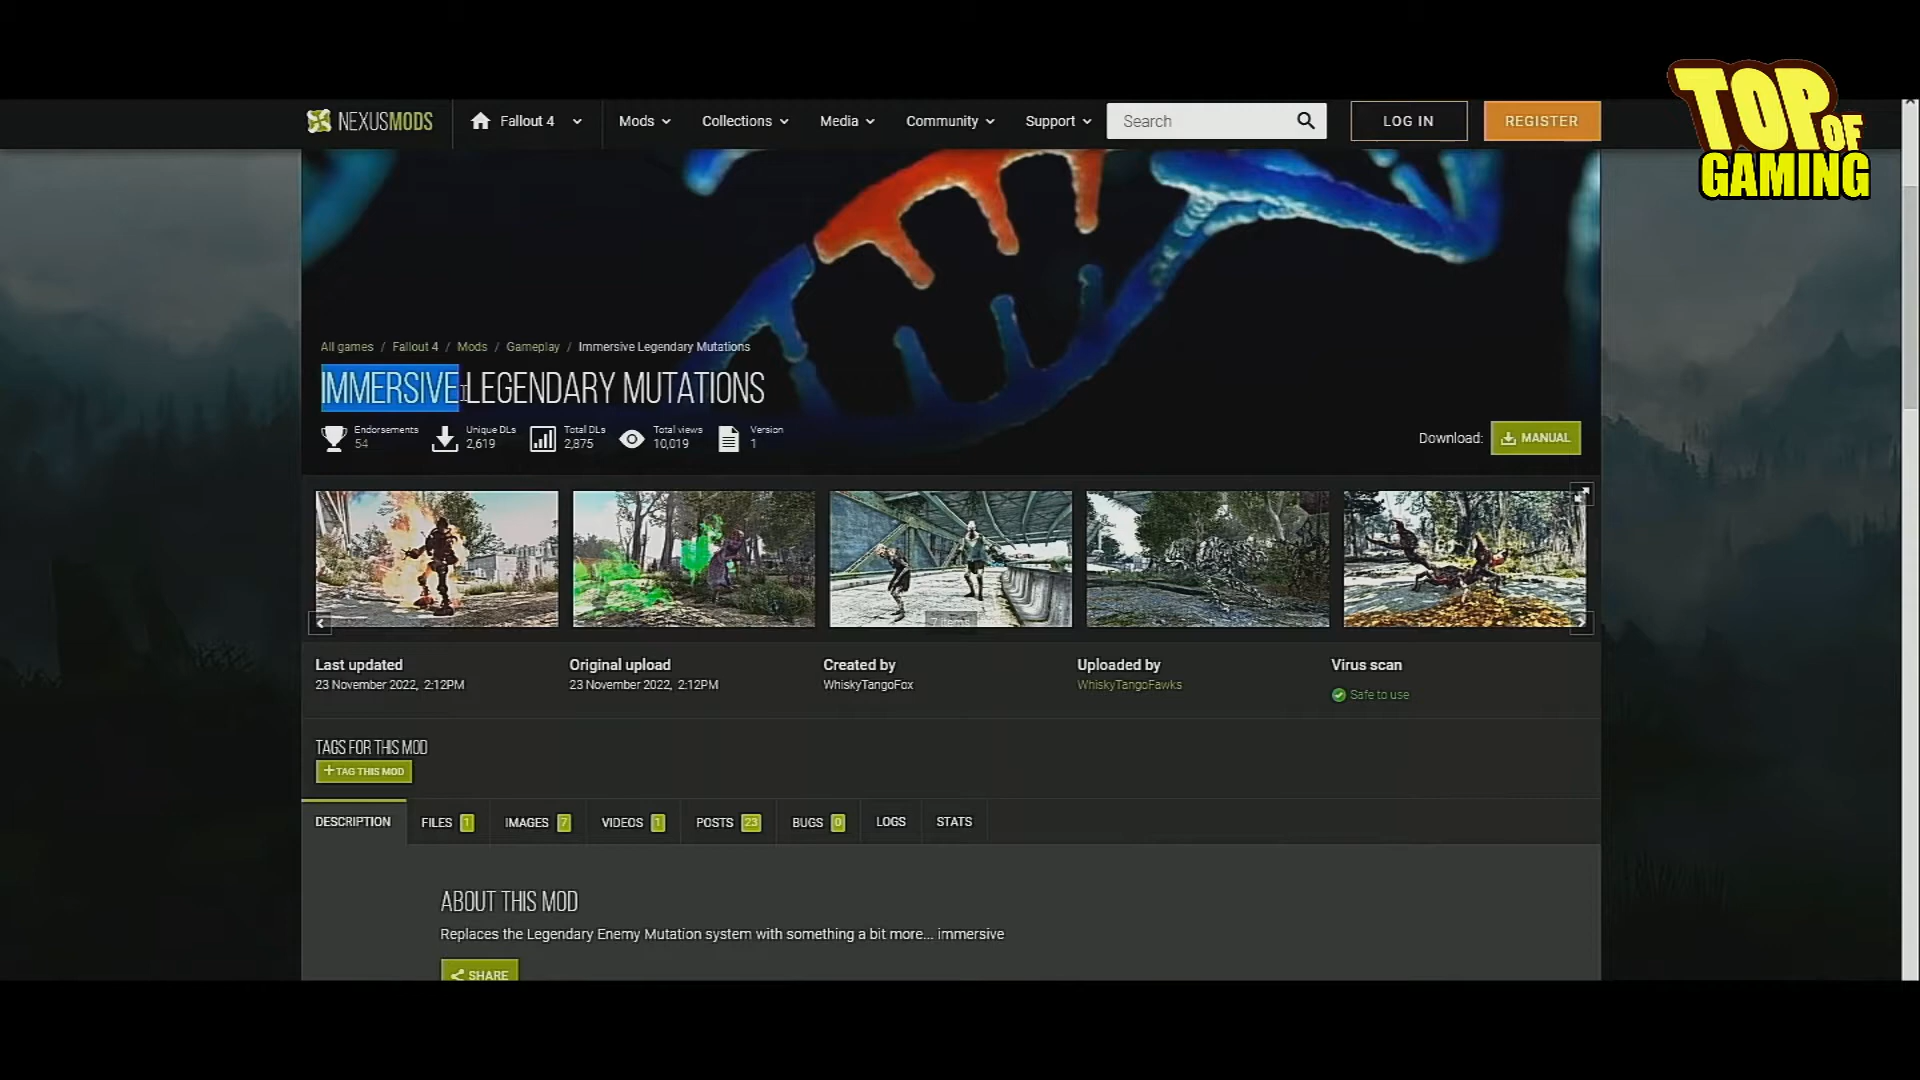 TOP OF GAMING
NEXUSMODS
Fallout 4
Mods
Collections
Media
Community
Support
Search
LOG IN
REGISTER
All games / Fallout 4 / Mods / Gameplay / Immersive Legendary Mutations
IMMERSIVE LEGENDARY MUTATIONS
Endorsements
54
Unique DLs
2,619
Total DLs
2,875
Total views
10,019
Version
1
Download:
MANUAL
7 items
Last updated
23 November 2022, 2:12PM
Original upload
23 November 2022, 2:12PM
Created by
WhiskyTangoFox
Uploaded by
WhiskyTangoFawks
Virus scan
Safe to use
TAGS FOR THIS MOD
+ TAG THIS MOD
DESCRIPTION
FILES 1
IMAGES 7
VIDEOS 1
POSTS 23
BUGS 0
LOGS
STATS
ABOUT THIS MOD
Replaces the Legendary Enemy Mutation system with something a bit more... immersive
SHARE